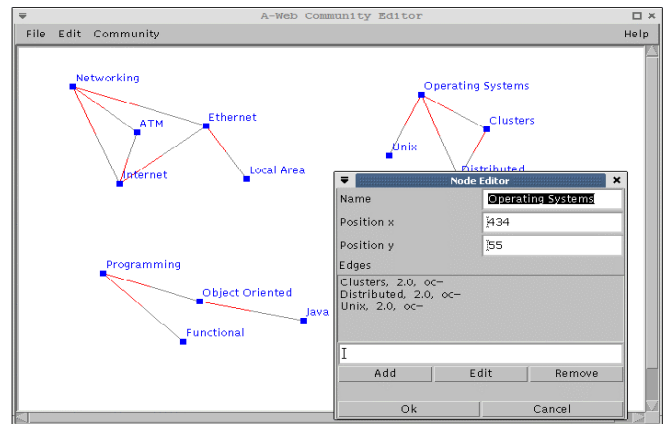 A-Web Community Editor
File Edit Community Help
Networking
Operating Systems
ATM
Ethernet
Clusters
Unix
Internet
Local Area
Distributed
Node Editor
Name Operating Systems
Position x 434
Position y 55
Edges
Clusters, 2.0, oc-
Distributed, 2.0, oc-
Unix, 2.0, oc-
Programming
Object Oriented
Java
Functional
Add Edit Remove
Ok Cancel